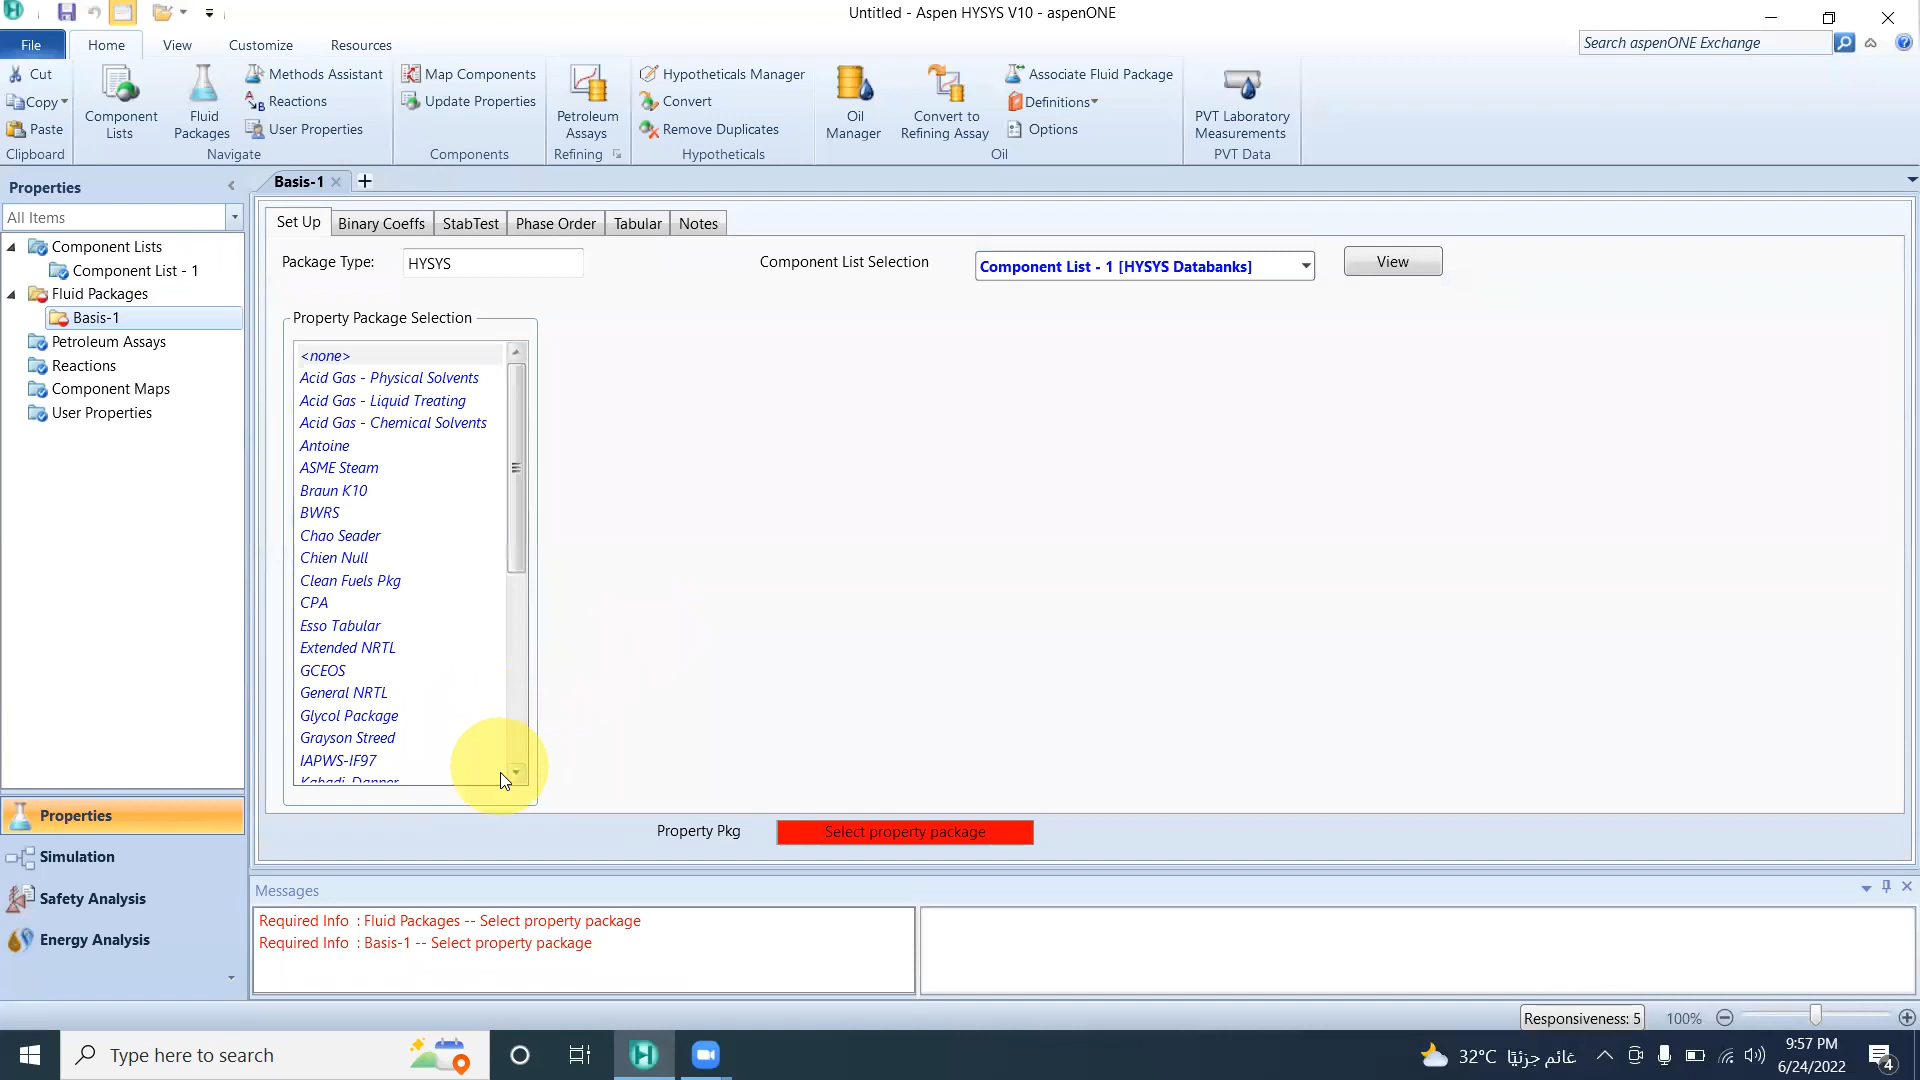 Untitled - Aspen HYSYS V10 - aspenONE
File
Home
View
Customize
Resources
Search aspenONE Exchange
Cut
Copy
Paste
Clipboard
Component Lists
Fluid Packages
Methods Assistant
Reactions
User Properties
Navigate
Map Components
Update Properties
Components
Petroleum Assays
Refining
Hypotheticals Manager
Convert
Remove Duplicates
Hypotheticals
Oil Manager
Convert to Refining Assay
Associate Fluid Package
Definitions
Options
Oil
PVT Laboratory Measurements
PVT Data
Properties
All Items
Component Lists
Component List - 1
Fluid Packages
Basis-1
Petroleum Assays
Reactions
Component Maps
User Properties
Properties
Simulation
Safety Analysis
Energy Analysis
Basis-1
Set Up
Binary Coeffs
StabTest
Phase Order
Tabular
Notes
Package Type:
HYSYS
Component List Selection
Component List - 1 [HYSYS Databanks]
View
Property Package Selection
<none>
Acid Gas - Physical Solvents
Acid Gas - Liquid Treating
Acid Gas - Chemical Solvents
Antoine
ASME Steam
Braun K10
BWRS
Chao Seader
Chien Null
Clean Fuels Pkg
CPA
Esso Tabular
Extended NRTL
GCEOS
General NRTL
Glycol Package
Grayson Streed
IAPWS-IF97
Property Pkg
Select property package
Messages
Required Info : Fluid Packages -- Select property package
Required Info : Basis-1 -- Select property package
Responsiveness: 5
100%
Type here to search
32°C غائم جزئيًا
9:57 PM
6/24/2022
4